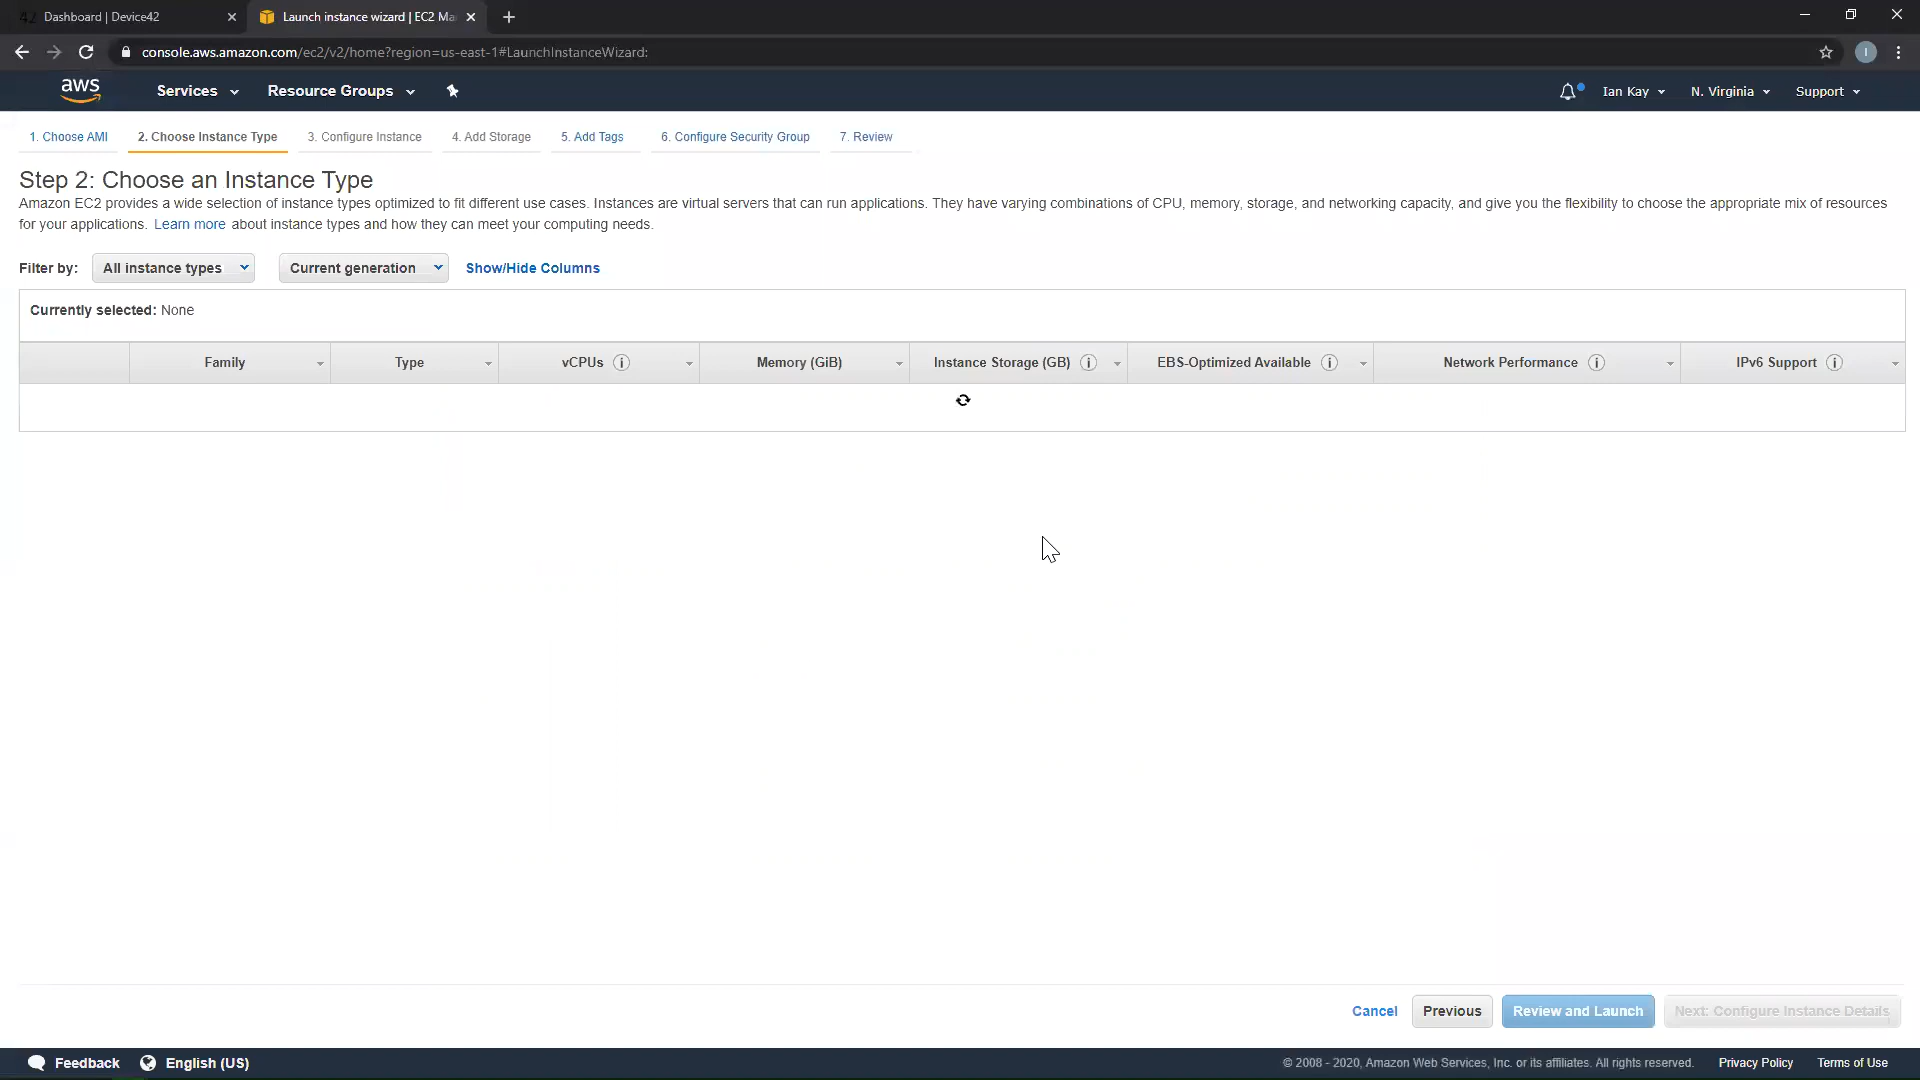 42 Dashboard | Device42
Launch instance wizard | EC2 Ma
console.aws.amazon.com/ec2/v2/home?region=us-east-1#LaunchInstanceWizard:
I
aws Services Resource Groups Ian Kay N. Virginia Support
1. Choose AMI 2. Choose Instance Type 3. Configure Instance 4. Add Storage 5. Add Tags 6. Configure Security Group 7. Review
Step 2: Choose an Instance Type
Amazon EC2 provides a wide selection of instance types optimized to fit different use cases. Instances are virtual servers that can run applications. They have varying combinations of CPU, memory, storage, and networking capacity, and give you the flexibility to choose the appropriate mix of resources
for your applications. Learn more about instance types and how they can meet your computing needs.
Filter by: All instance types Current generation Show/Hide Columns
Currently selected: None
Family Type vCPUs i Memory (GiB) Instance Storage (GB) i EBS-Optimized Available i Network Performance i IPv6 Support i
Cancel Previous Review and Launch Next: Configure Instance Details
Feedback English (US) © 2008 - 2020, Amazon Web Services, Inc. or its affiliates. All rights reserved. Privacy Policy Terms of Use